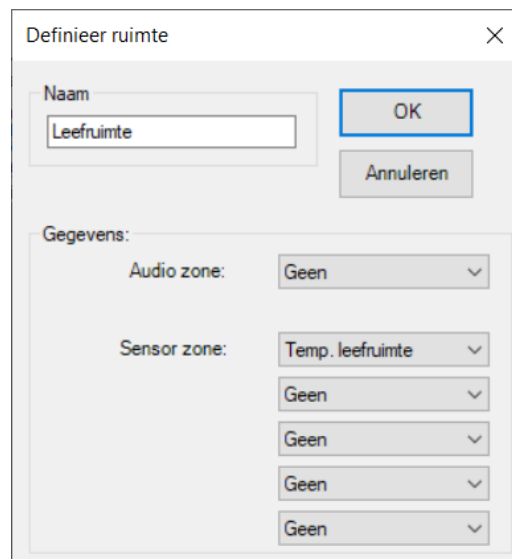 Definieer ruimte
Naam
Leefruimte
OK
Annuleren
Gegevens:
Audio zone: Geen
Sensor zone: Temp. leefruimte
Geen
Geen
Geen
Geen